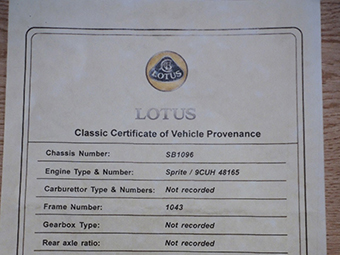 LOTUS
LOTUS
Classic Certificate of Vehicle Provenance
Chassis Number: SB1096
Engine Type & Number: Sprite / 9CUH 48165
Carburettor Type & Numbers: Not recorded
Frame Number: 1043
Gearbox Type: Not recorded
Rear axle ratio: Not recorded